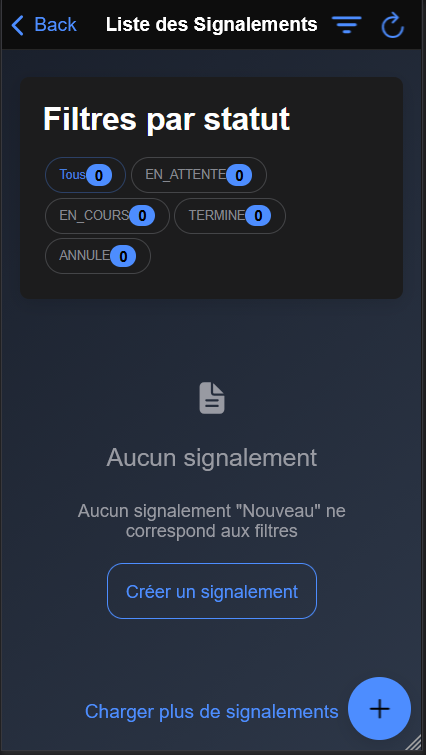 Back Liste des Signalements
Filtres par statut
Tous 0 EN_ATTENTE 0
EN_COURS 0 TERMINE 0
ANNULE 0
Aucun signalement
Aucun signalement "Nouveau" ne
correspond aux filtres
Créer un signalement
Charger plus de signalements